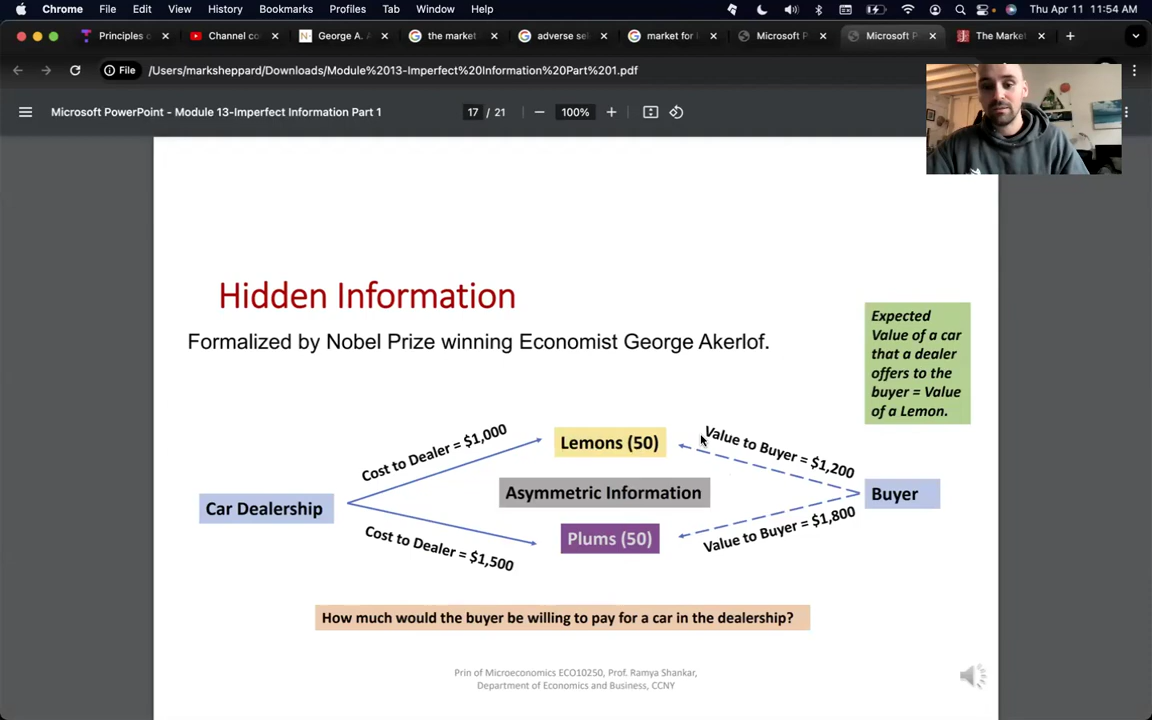 Chrome File Edit View History Bookmarks Profiles Tab Window Help Thu Apr 11 11:54 AM
Principles c
Channel co
George A.
the market
adverse se
market for
Microsoft P
Microsoft P
The Market
File /Users/marksheppard/Downloads/Module%2013-Imperfect%20Information%20Part%201.pdf
Microsoft PowerPoint - Module 13-Imperfect Information Part 1 17 / 21 100%
Hidden Information
Formalized by Nobel Prize winning Economist George Akerlof.
Expected
Value of a car
that a dealer
offers to the
buyer = Value
of a Lemon.
Cost to Dealer = $1,000
Lemons (50)
Value to Buyer = $1,200
Car Dealership
Asymmetric Information
Buyer
Cost to Dealer = $1,500
Plums (50)
Value to Buyer = $1,800
How much would the buyer be willing to pay for a car in the dealership?
Prin of Microeconomics ECO10250, Prof. Ramya Shankar,
Department of Economics and Business, CCNY